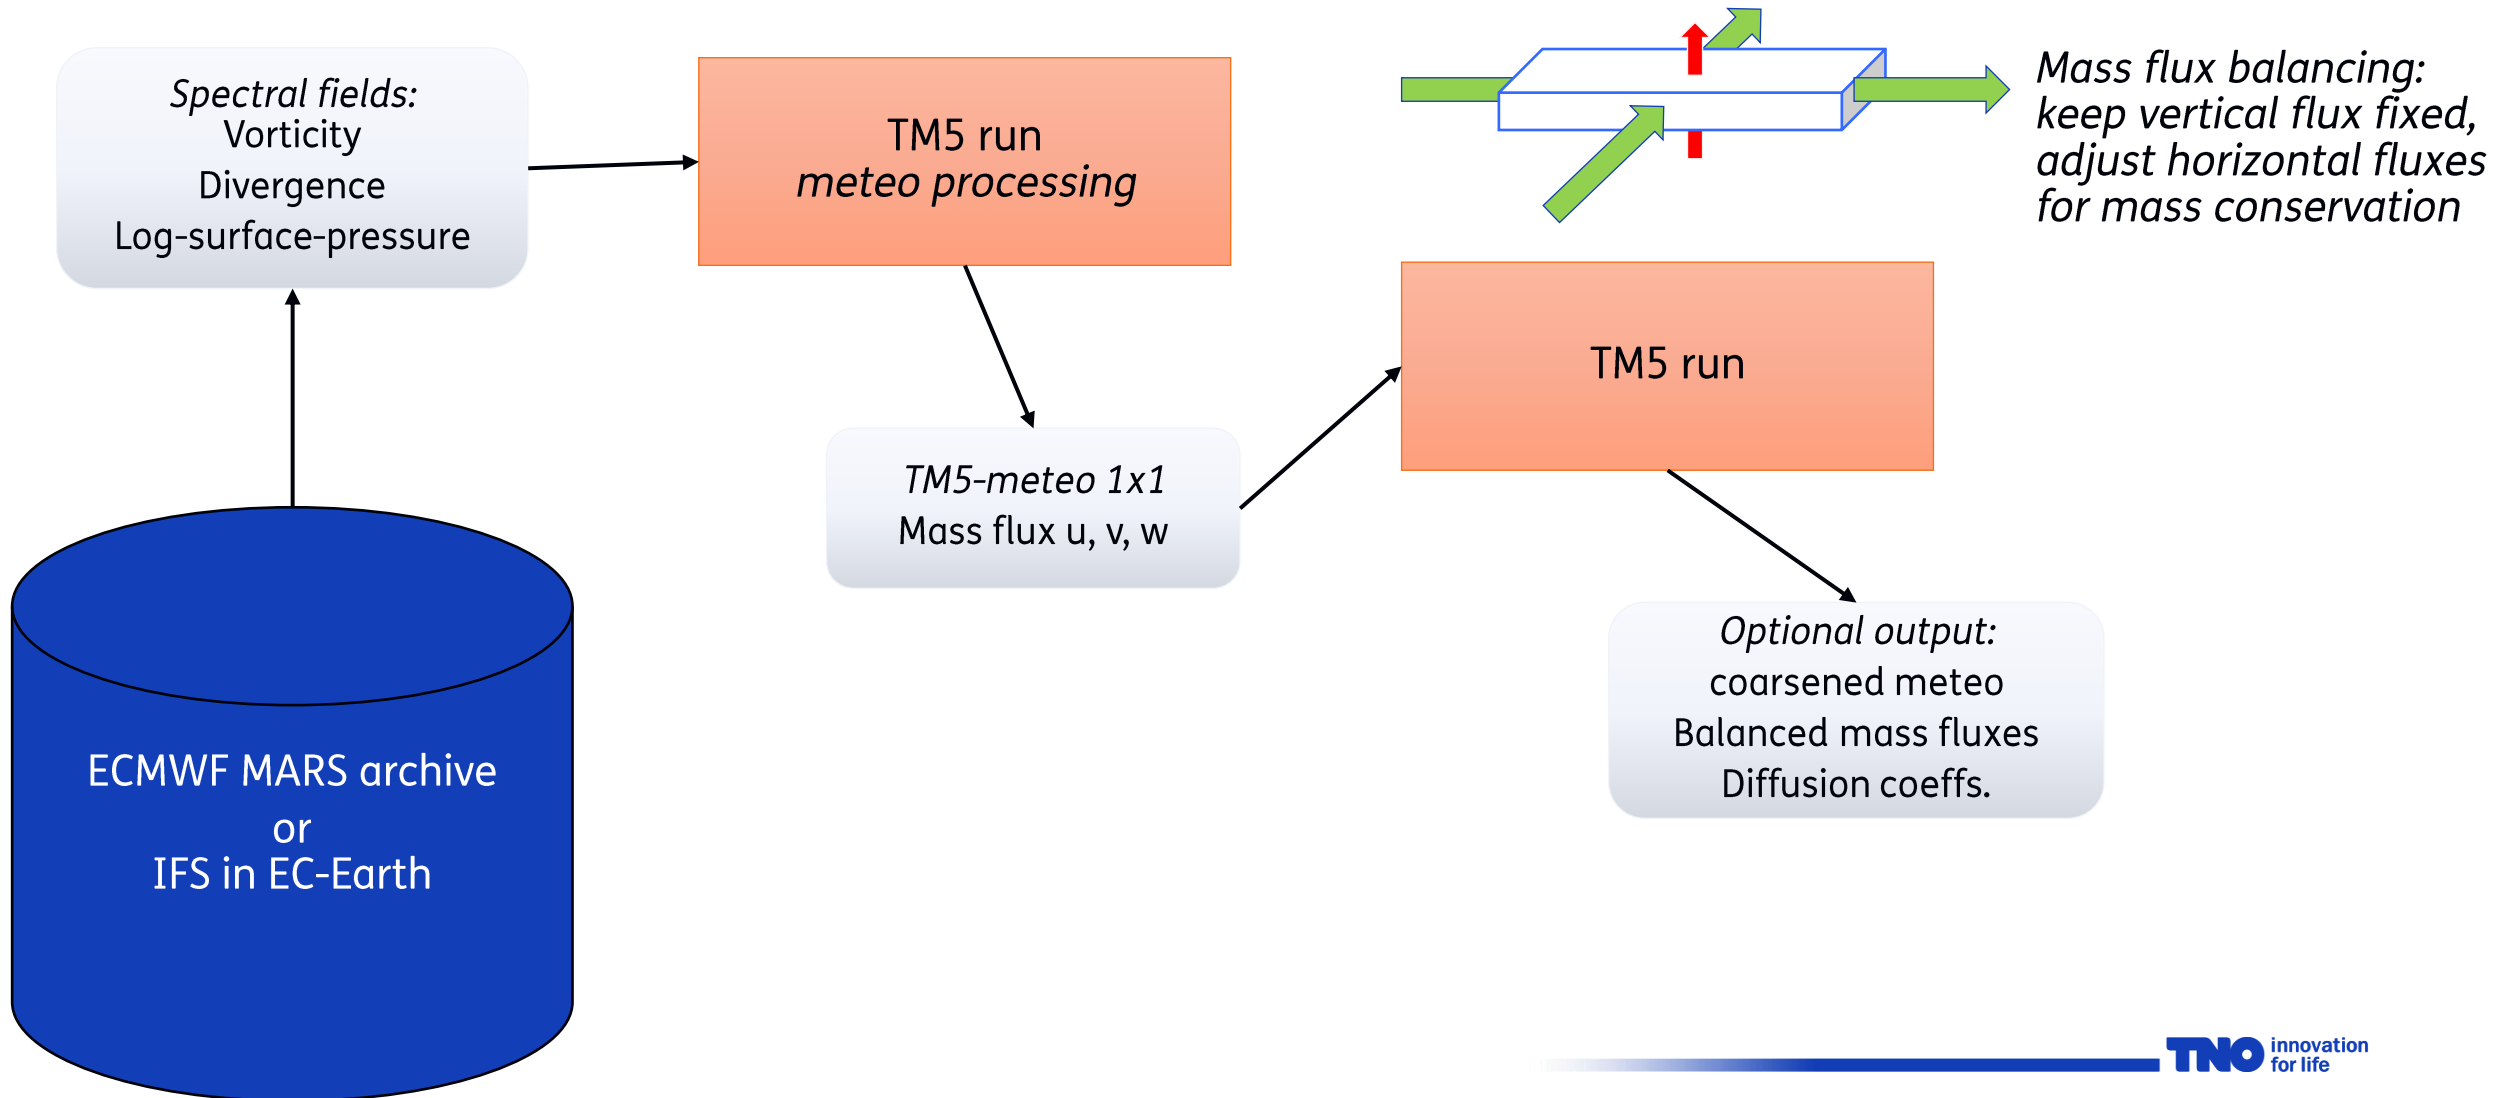 Spectral fields:
Vorticity
Divergence
Log-surface-pressure
TM5 run
meteo processing
Mass flux balancing:
keep vertical flux fixed,
adjust horizontal fluxes
for mass conservation
TM5 run
TM5-meteo 1x1
Mass flux u, v, w
Optional output:
coarsened meteo
Balanced mass fluxes
Diffusion coeffs.
ECMWF MARS archive
or
IFS in EC-Earth
TNO innovation
for life